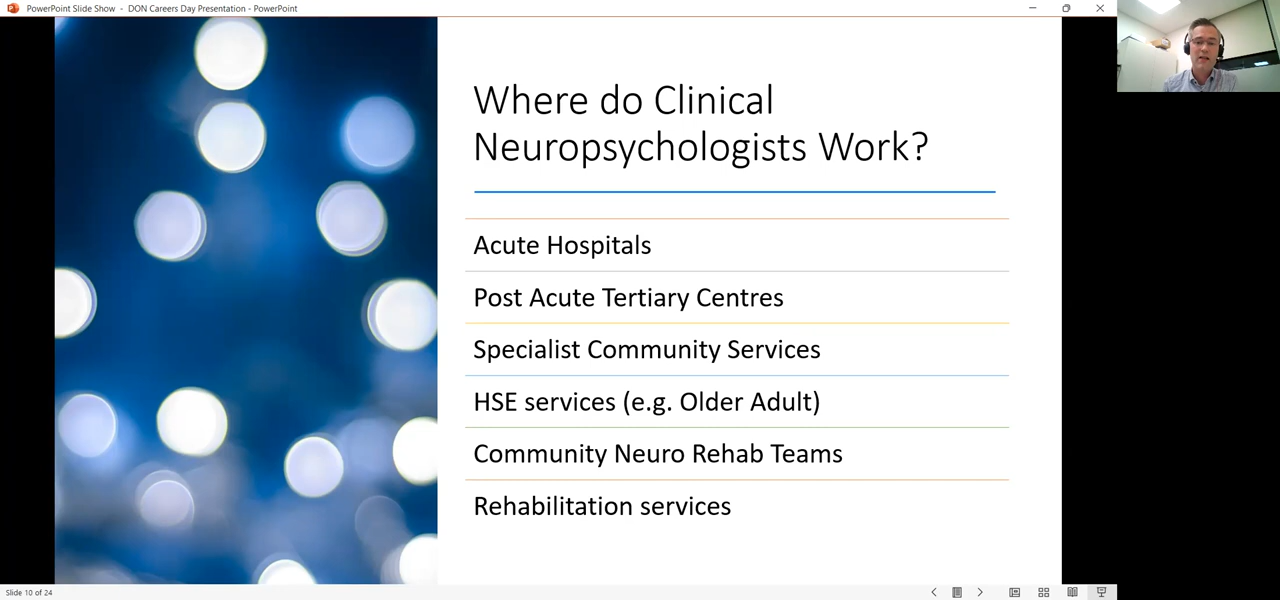 PowerPoint Slide Show - DON Careers Day Presentation - PowerPoint
Where do Clinical
Neuropsychologists Work?
Acute Hospitals
Post Acute Tertiary Centres
Specialist Community Services
HSE services (e.g. Older Adult)
Community Neuro Rehab Teams
Rehabilitation services
Slide 10 of 24